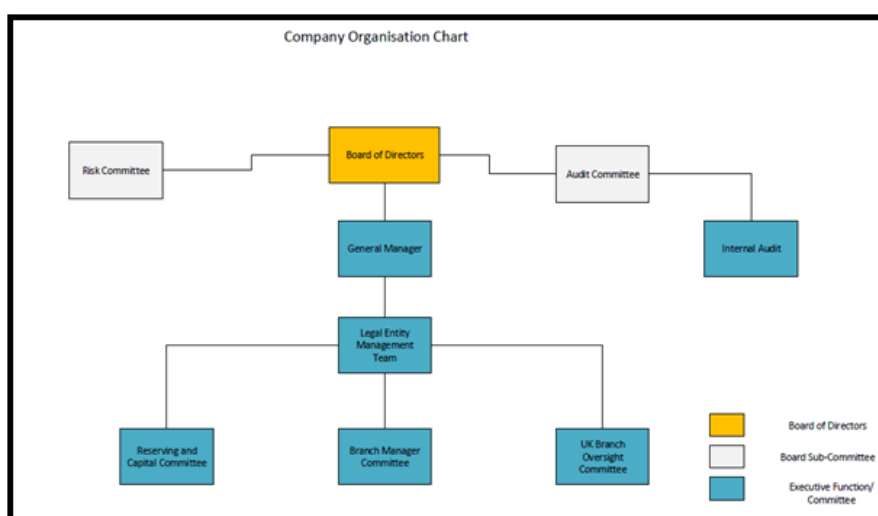 Company Organisation Chart
Board of Directors
Risk Committee
Audit Committee
General Manager
Internal Audit
Legal Entity
Management
Team
Reserving and
Capital Committee
Branch Manager
Committee
UK Branch
Oversight
Committee
Board of Directors
Board Sub-Committee
Executive Function/
Committee